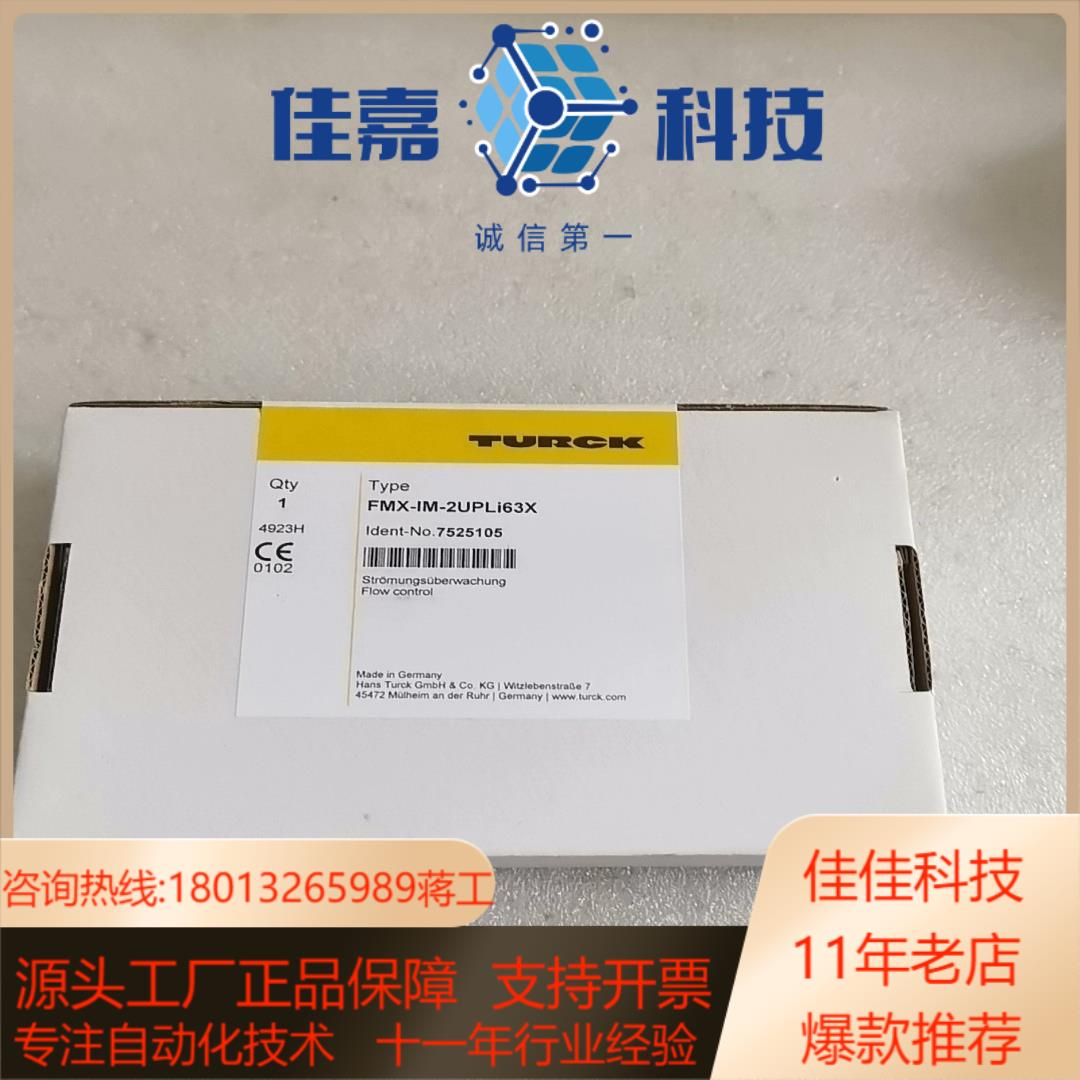 佳嘉 科技
诚信第一
TURCK
Qty
1
4923H
CE
0102
Type
FMX-IM-2UPLi63X
Ident-No.7525105
Strömungsüberwachung
Flow control
Made in Germany
Hans Turck GmbH & Co. KG | Witzlebenstraße 7
45472 Mülheim an der Ruhr | Germany | www.turck.com
咨询热线:18013265989蒋工
源头工厂正品保障 支持开票
专注自动化技术 十一年行业经验
佳佳科技
11年老店
爆款推荐